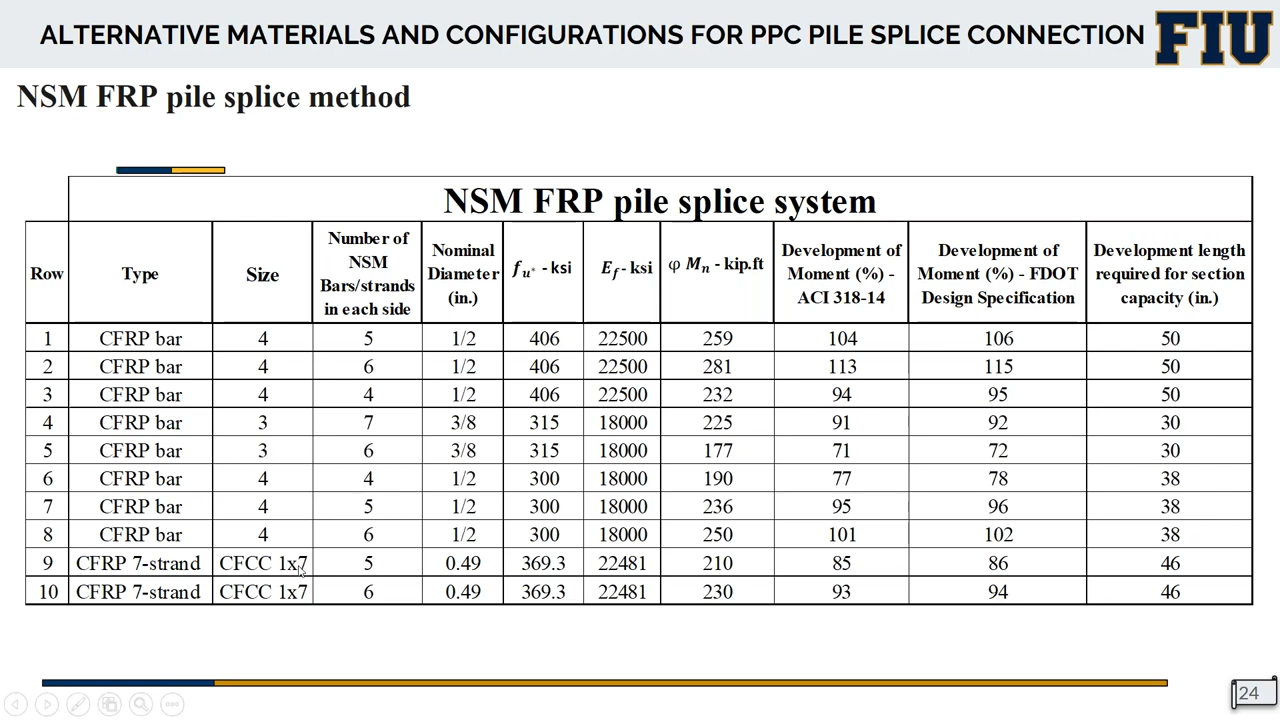 ALTERNATIVE MATERIALS AND CONFIGURATIONS FOR PPC PILE SPLICE CONNECTION
FIU
NSM FRP pile splice method
NSM FRP pile splice system
Row Type Size Number of NSM Bars/strands in each side Nominal Diameter (in.) fu* - ksi Ef - ksi φ Mn - kip.ft Development of Moment (%) - ACI 318-14 Development of Moment (%) - FDOT Design Specification Development length required for section capacity (in.)
1 CFRP bar 4 5 1/2 406 22500 259 104 106 50
2 CFRP bar 4 6 1/2 406 22500 281 113 115 50
3 CFRP bar 4 4 1/2 406 22500 232 94 95 50
4 CFRP bar 3 7 3/8 315 18000 225 91 92 30
5 CFRP bar 3 6 3/8 315 18000 177 71 72 30
6 CFRP bar 4 4 1/2 300 18000 190 77 78 38
7 CFRP bar 4 5 1/2 300 18000 236 95 96 38
8 CFRP bar 4 6 1/2 300 18000 250 101 102 38
9 CFRP 7-strand CFCC 1x7 5 0.49 369.3 22481 210 85 86 46
10 CFRP 7-strand CFCC 1x7 6 0.49 369.3 22481 230 93 94 46
24